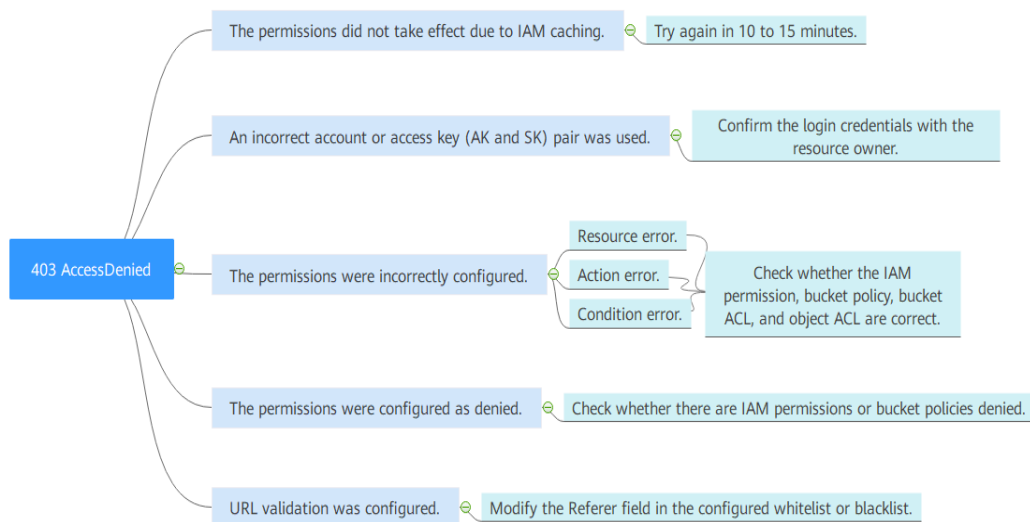 The permissions did not take effect due to IAM caching.
Try again in 10 to 15 minutes.
An incorrect account or access key (AK and SK) pair was used.
Confirm the login credentials with the
resource owner.
403 AccessDenied
The permissions were incorrectly configured.
Resource error.
Action error.
Condition error.
Check whether the IAM
permission, bucket policy, bucket
ACL, and object ACL are correct.
The permissions were configured as denied.
Check whether there are IAM permissions or bucket policies denied.
URL validation was configured.
Modify the Referer field in the configured whitelist or blacklist.